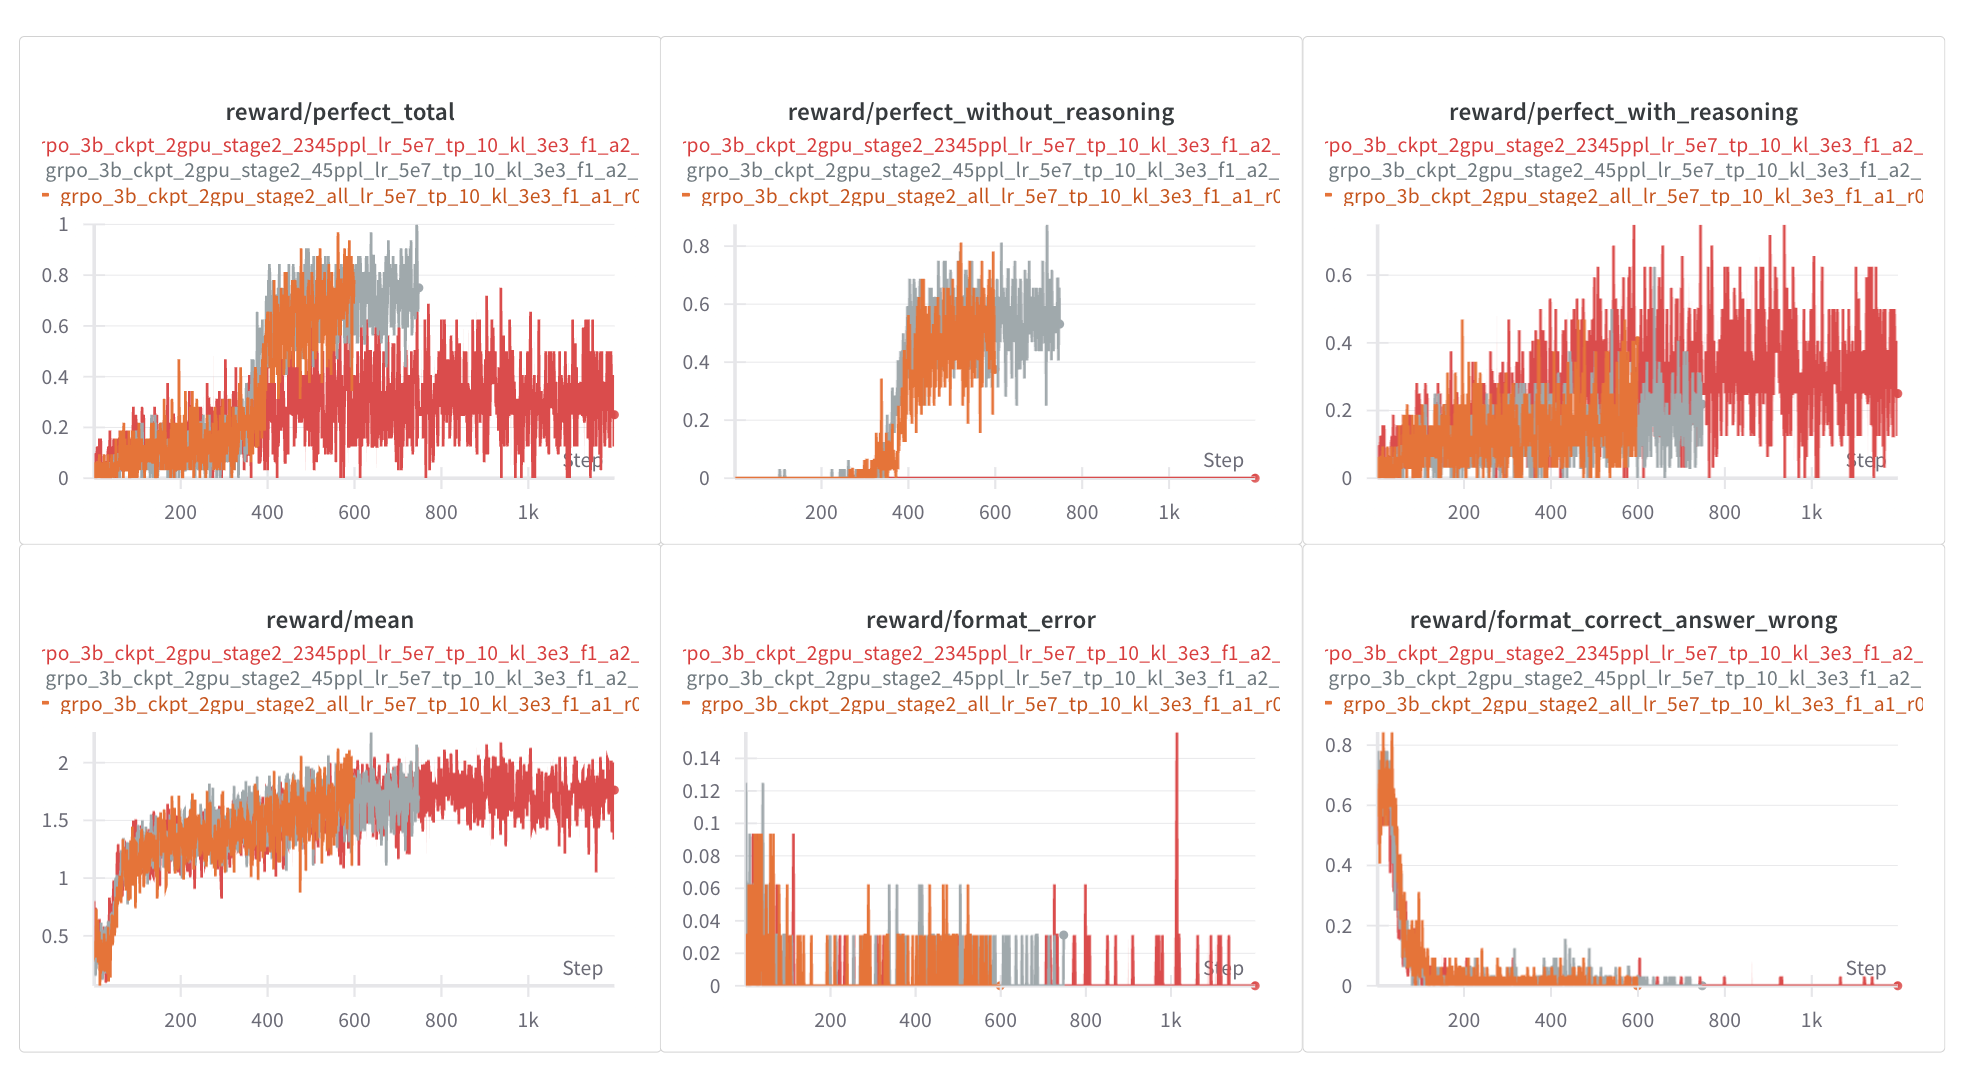 reward/perfect_total
rpo_3b_ckpt_2gpu_stage2_2345ppl_lr_5e7_tp_10_kl_3e3_f1_a2_
grpo_3b_ckpt_2gpu_stage2_45ppl_lr_5e7_tp_10_kl_3e3_f1_a2_
grpo_3b_ckpt_2gpu_stage2_all_lr_5e7_tp_10_kl_3e3_f1_a1_r0
1
0.8
0.6
0.4
0.2
0
Step
200 400 600 800 1k
reward/perfect_without_reasoning
rpo_3b_ckpt_2gpu_stage2_2345ppl_lr_5e7_tp_10_kl_3e3_f1_a2_
grpo_3b_ckpt_2gpu_stage2_45ppl_lr_5e7_tp_10_kl_3e3_f1_a2_
grpo_3b_ckpt_2gpu_stage2_all_lr_5e7_tp_10_kl_3e3_f1_a1_r0
0.8
0.6
0.4
0.2
0
Step
200 400 600 800 1k
reward/perfect_with_reasoning
rpo_3b_ckpt_2gpu_stage2_2345ppl_lr_5e7_tp_10_kl_3e3_f1_a2_
grpo_3b_ckpt_2gpu_stage2_45ppl_lr_5e7_tp_10_kl_3e3_f1_a2_
grpo_3b_ckpt_2gpu_stage2_all_lr_5e7_tp_10_kl_3e3_f1_a1_r0
0.6
0.4
0.2
0
Step
200 400 600 800 1k
reward/mean
rpo_3b_ckpt_2gpu_stage2_2345ppl_lr_5e7_tp_10_kl_3e3_f1_a2_
grpo_3b_ckpt_2gpu_stage2_45ppl_lr_5e7_tp_10_kl_3e3_f1_a2_
grpo_3b_ckpt_2gpu_stage2_all_lr_5e7_tp_10_kl_3e3_f1_a1_r0
2
1.5
1
0.5
Step
200 400 600 800 1k
reward/format_error
rpo_3b_ckpt_2gpu_stage2_2345ppl_lr_5e7_tp_10_kl_3e3_f1_a2_
grpo_3b_ckpt_2gpu_stage2_45ppl_lr_5e7_tp_10_kl_3e3_f1_a2_
grpo_3b_ckpt_2gpu_stage2_all_lr_5e7_tp_10_kl_3e3_f1_a1_r0
0.14
0.12
0.1
0.08
0.06
0.04
0.02
0
Step
200 400 600 800 1k
reward/format_correct_answer_wrong
rpo_3b_ckpt_2gpu_stage2_2345ppl_lr_5e7_tp_10_kl_3e3_f1_a2_
grpo_3b_ckpt_2gpu_stage2_45ppl_lr_5e7_tp_10_kl_3e3_f1_a2_
grpo_3b_ckpt_2gpu_stage2_all_lr_5e7_tp_10_kl_3e3_f1_a1_r0
0.8
0.6
0.4
0.2
0
Step
200 400 600 800 1k